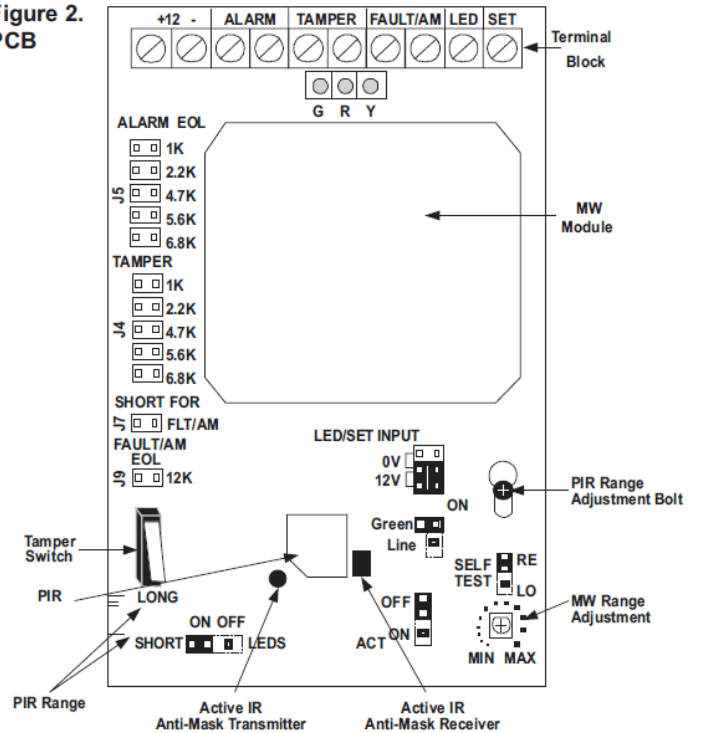 Figure 2.
PCB
+12 - ALARM TAMPER FAULT/AM LED SET
Terminal
Block
G R Y
ALARM EOL
J5
1K
2.2K
4.7K
5.6K
6.8K
MW
Module
TAMPER
J4
1K
2.2K
4.7K
5.6K
6.8K
SHORT FOR
J7 FLT/AM
FAULT/AM
EOL
J9 12K
LED/SET INPUT
0V
12V
ON
PIR Range
Adjustment Bolt
Green
Line
Tamper
Switch
SELF
TEST
RE
LO
PIR
LONG
OFF
MW Range
Adjustment
ON OFF
SHORT LEDS
ACT ON
MIN MAX
PIR Range
Active IR
Anti-Mask Transmitter
Active IR
Anti-Mask Receiver